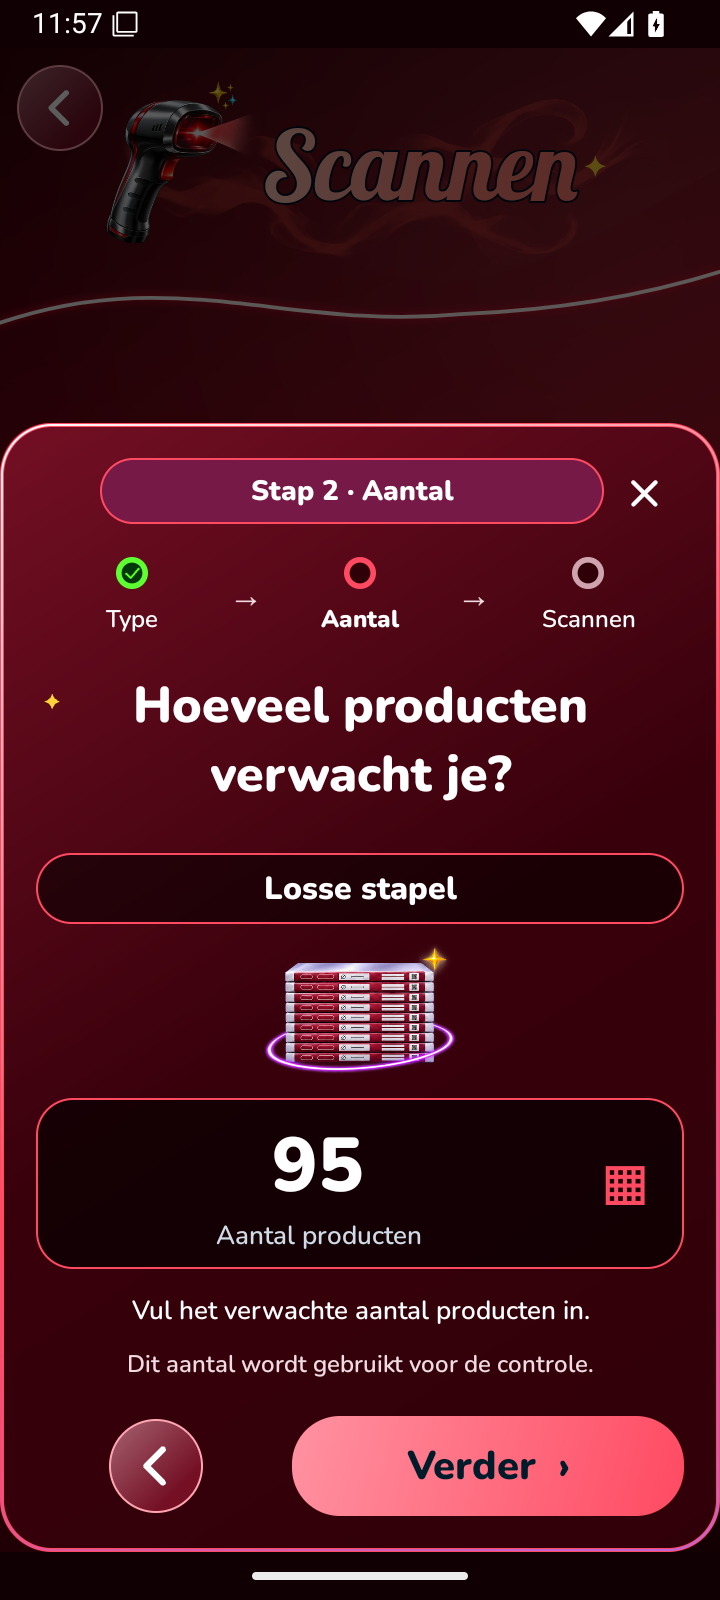 11:57
Scannen
Stap 2 · Aantal
Type → Aantal → Scannen
Hoeveel producten
verwacht je?
Losse stapel
95
Aantal producten
Vul het verwachte aantal producten in.
Dit aantal wordt gebruikt voor de controle.
Verder ›